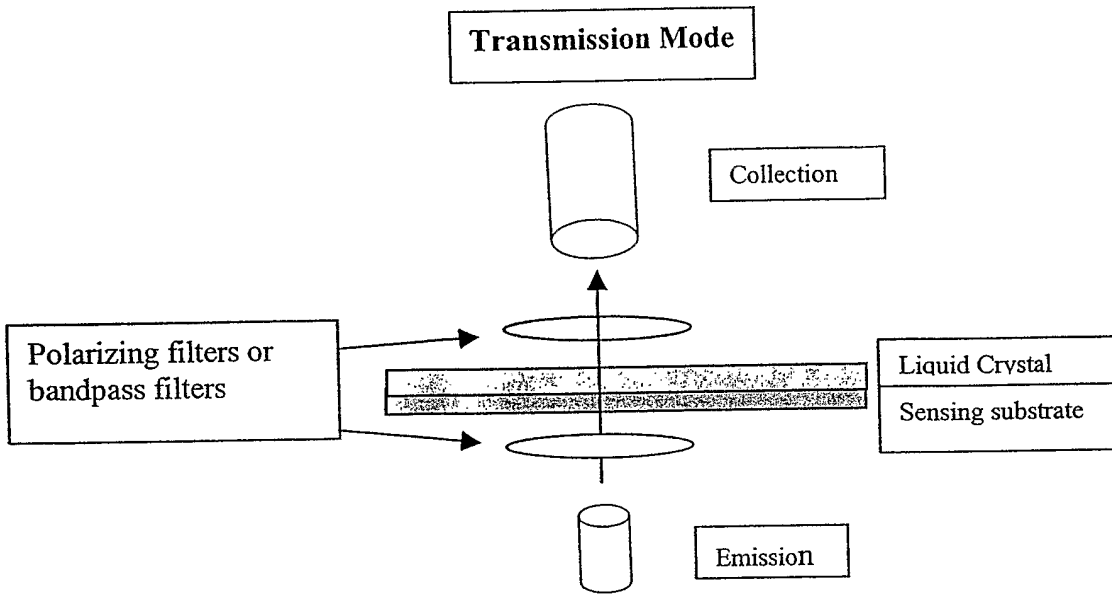 Transmission Mode
Collection
Polarizing filters or
bandpass filters
Liquid Crystal
Sensing substrate
Emission